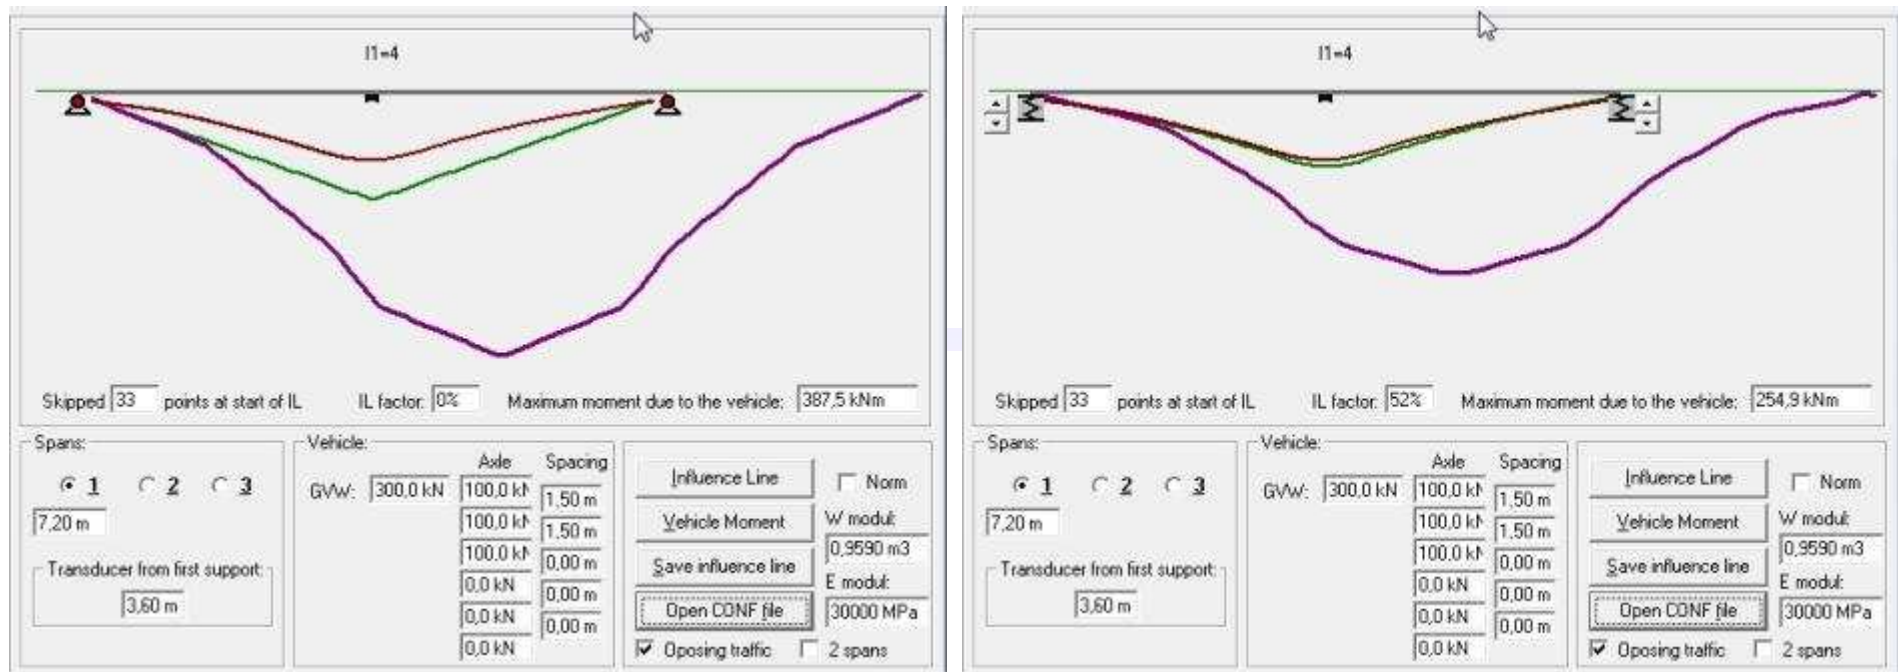 I1=4
Skipped 33 points at start of IL IL factor: 0% Maximum moment due to the vehicle: 387,5 kNm
Spans:
1 2 3
7,20 m
Transducer from first support:
3,60 m
Vehicle:
GVW: 300,0 kN
Axle Spacing
100,0 kN 1,50 m
100,0 kN 1,50 m
100,0 kN 0,00 m
0,0 kN 0,00 m
0,0 kN 0,00 m
0,0 kN
Influence Line
Vehicle Moment
Save influence line
Open CONF file
Norm
W modul:
0,9590 m3
E modul:
30000 MPa
Oposing traffic 2 spans
I1=4
Skipped 33 points at start of IL IL factor: 52% Maximum moment due to the vehicle: 254,9 kNm
Spans:
1 2 3
7,20 m
Transducer from first support:
3,60 m
Vehicle:
GVW: 300,0 kN
Axle Spacing
100,0 kN 1,50 m
100,0 kN 1,50 m
100,0 kN 0,00 m
0,0 kN 0,00 m
0,0 kN 0,00 m
0,0 kN
Influence Line
Vehicle Moment
Save influence line
Open CONF file
Norm
W modul:
0,9590 m3
E modul:
30000 MPa
Oposing traffic 2 spans